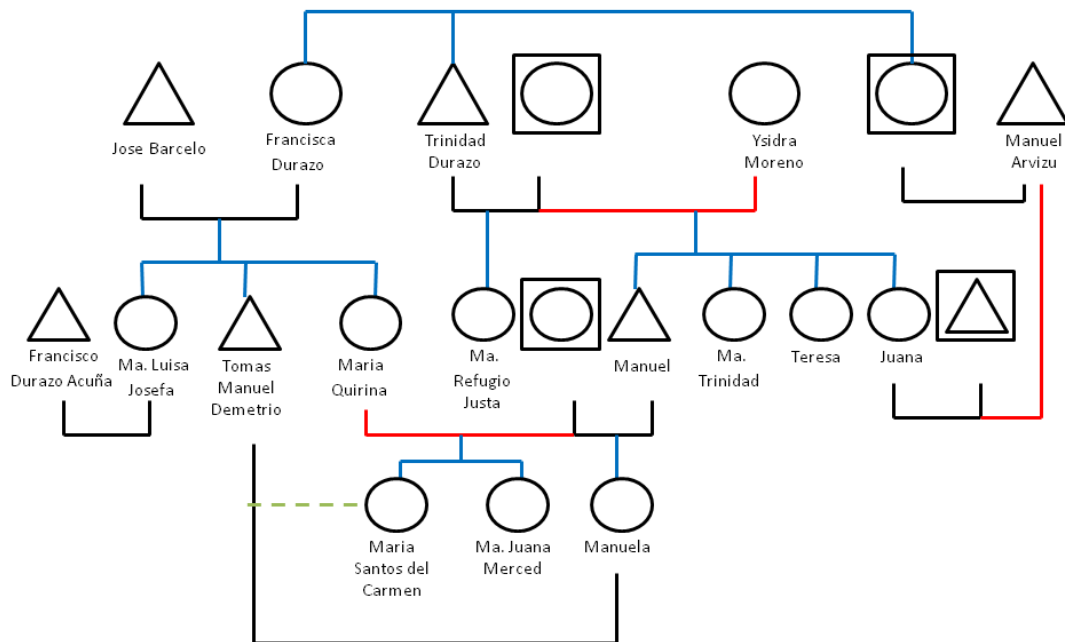 Jose Barcelo
Francisca
Durazo
Trinidad
Durazo
Ysidra
Moreno
Manuel
Arvizu
Francisco
Durazo Acuña
Ma. Luisa
Josefa
Tomas
Manuel
Demetrio
Maria
Quirina
Ma.
Refugio
Justa
Manuel
Ma.
Trinidad
Teresa
Juana
Maria
Santos del
Carmen
Ma. Juana
Merced
Manuela